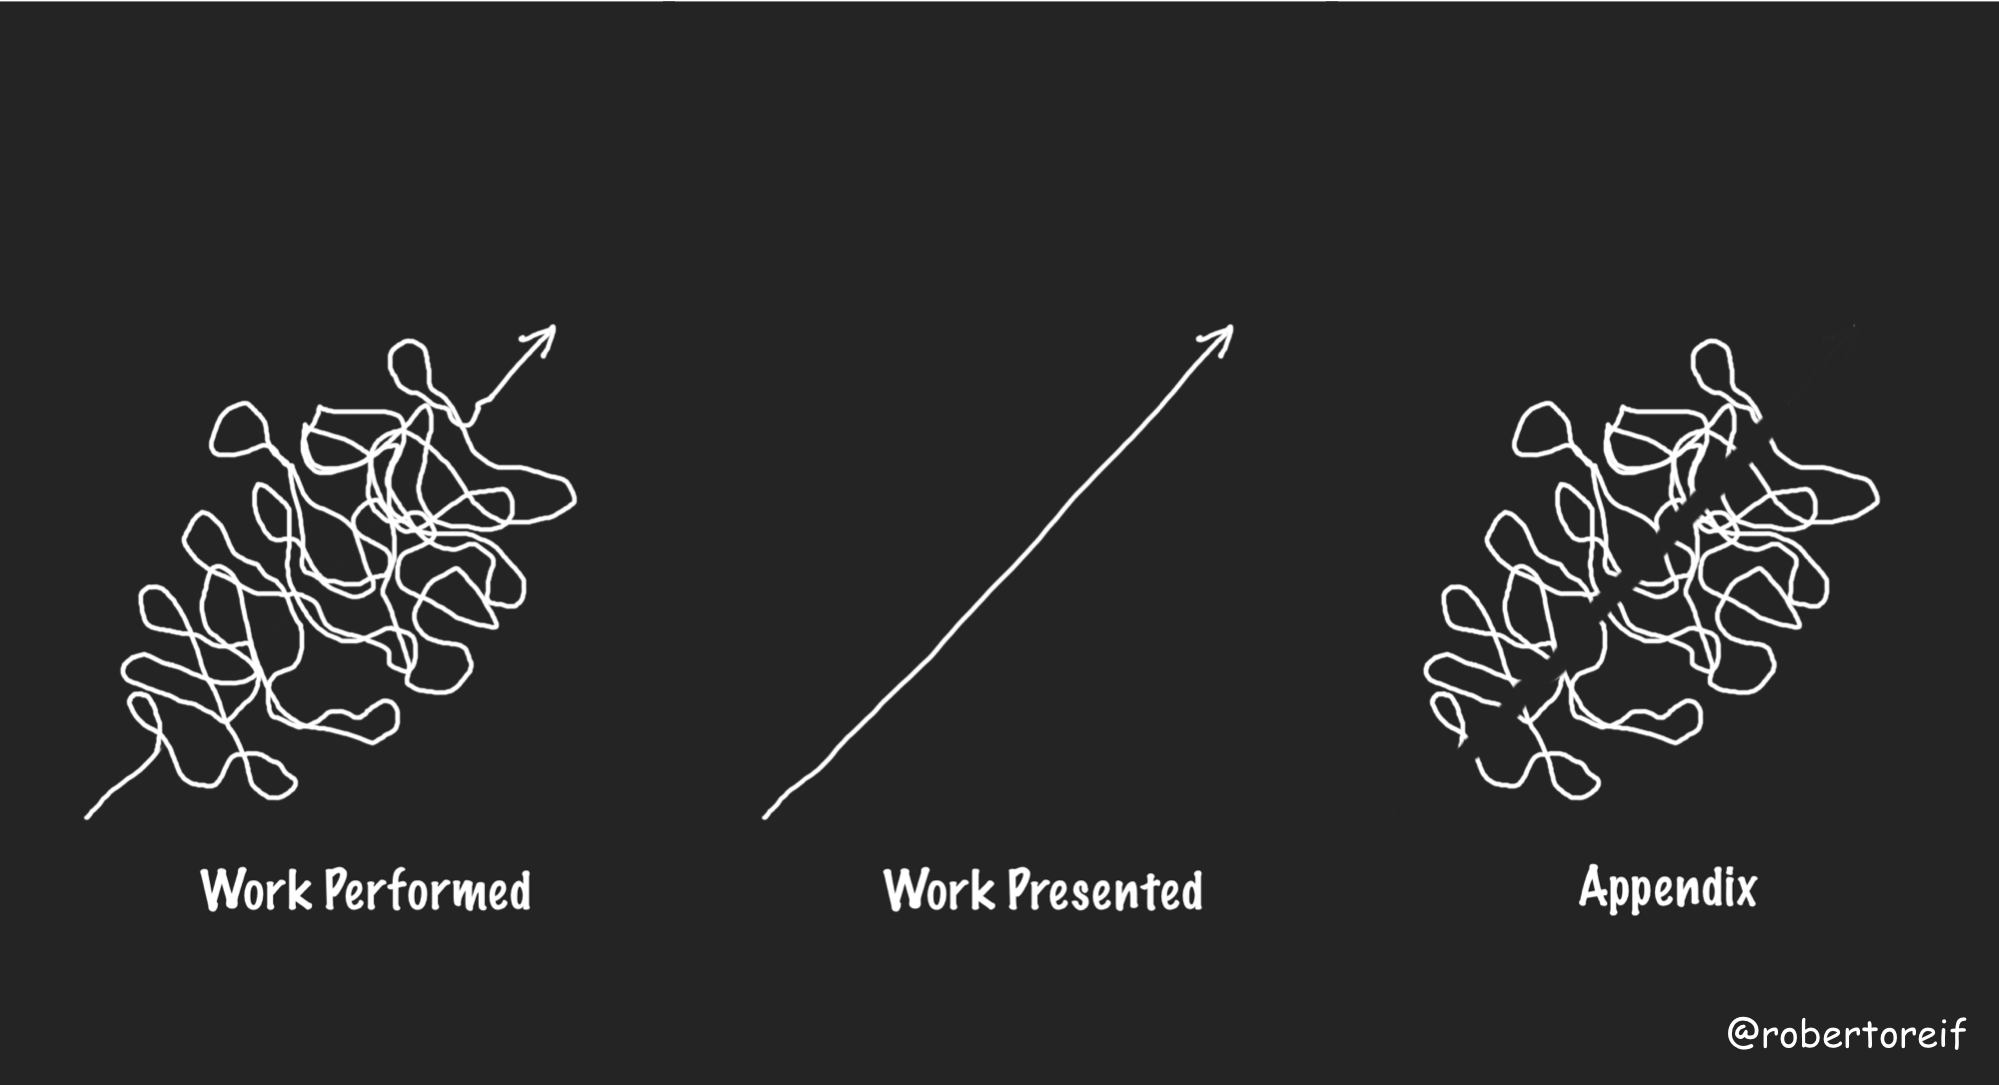 Work Performed
Work Presented
Appendix
@robertoreif